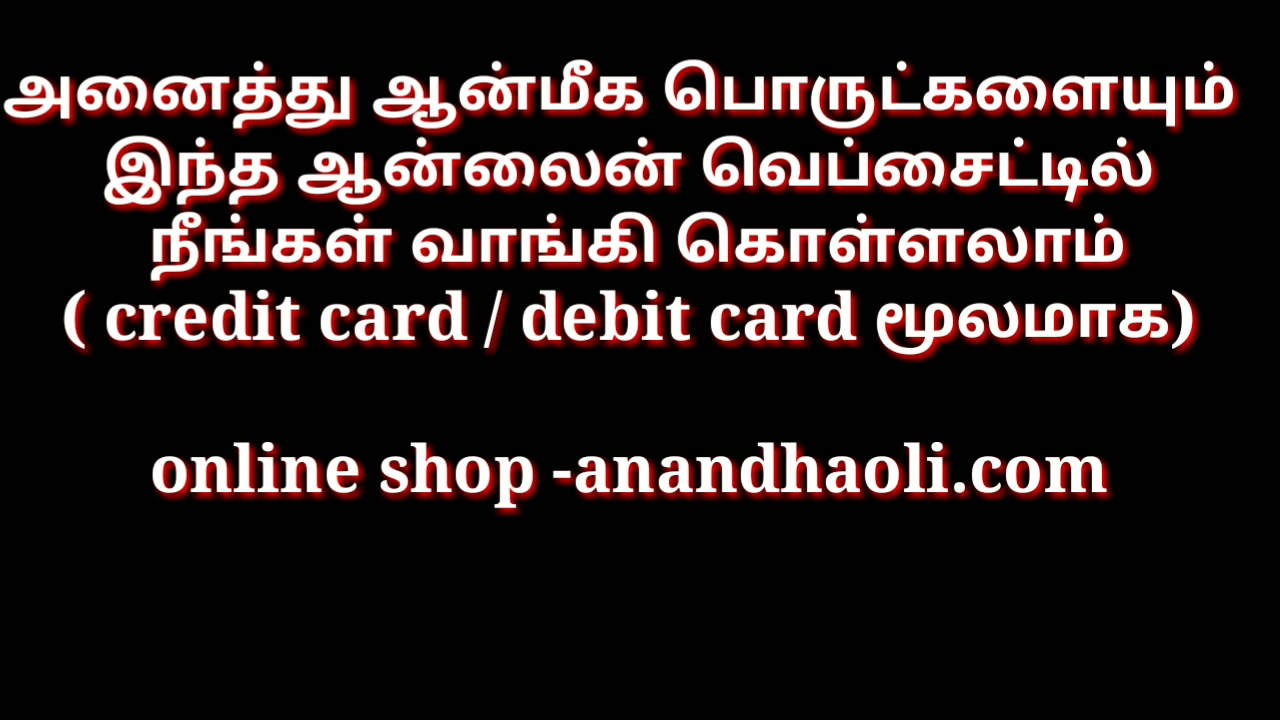 அனைத்து ஆன்மீக பொருட்களையும்
இந்த ஆன்லைன் வெப்சைட்டில்
நீங்கள் வாங்கி கொள்ளலாம்
( credit card / debit card மூலமாக)
online shop -anandhaoli.com